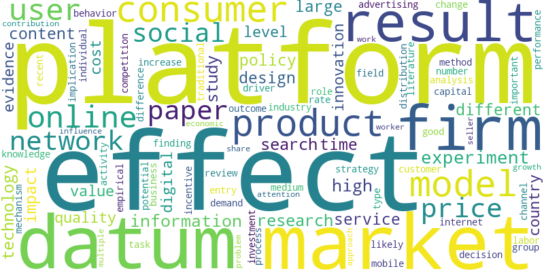 contribution
behavior
user
consumer
large
advertising
change
result
performance
content
cost
social
level
individual
implication
evidence
recent
platform
competition
increase
difference
traditional
policy
design
innovation
role
rate
number
method
field
distribution
literature
analysis
important
capital
driver
industry
outcome
online
paper
study
network
product
firm
work
worker
seller
different
influence
economic
search
time
share
good
knowledge
finding
effect
experiment
technology
mechanism
impact
activity
value
empirical
potential
business
digital
review
entry
demand
incentive
medium
attention
high
strategy
type
customer
model
growth
channel
country
quality
information
research
service
price
internet
datum
multiple
task
problem
process
investment
market
approach
likely
mobile
decision
labor
group